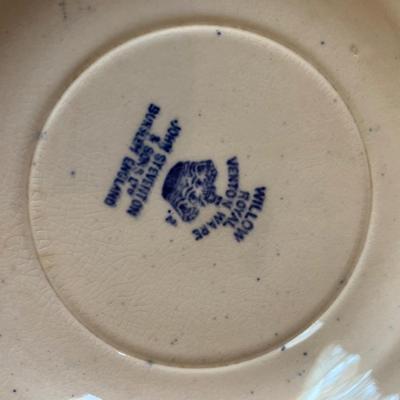 WILLOW
ROYAL
VENTON WARE
JOHN STEVENTON
& SONS LTD
BURSLEM
ENGLAND